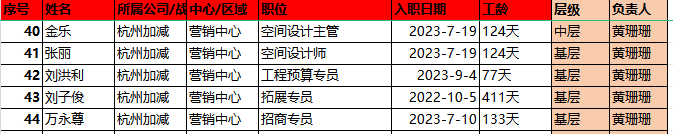 序号 姓名 所属公司/战 中心/区域 职位 入职日期 工龄 层级 负责人
40 金乐 杭州加减 营销中心 空间设计主管 2023-7-19 124天 中层 黄珊珊
41 张丽 杭州加减 营销中心 空间设计师 2023-7-19 124天 基层 黄珊珊
42 刘洪利 杭州加减 营销中心 工程预算专员 2023-9-4 77天 基层 黄珊珊
43 刘子俊 杭州加减 营销中心 拓展专员 2022-10-5 411天 基层 黄珊珊
44 万永尊 杭州加减 营销中心 招商专员 2023-7-10 133天 基层 黄珊珊